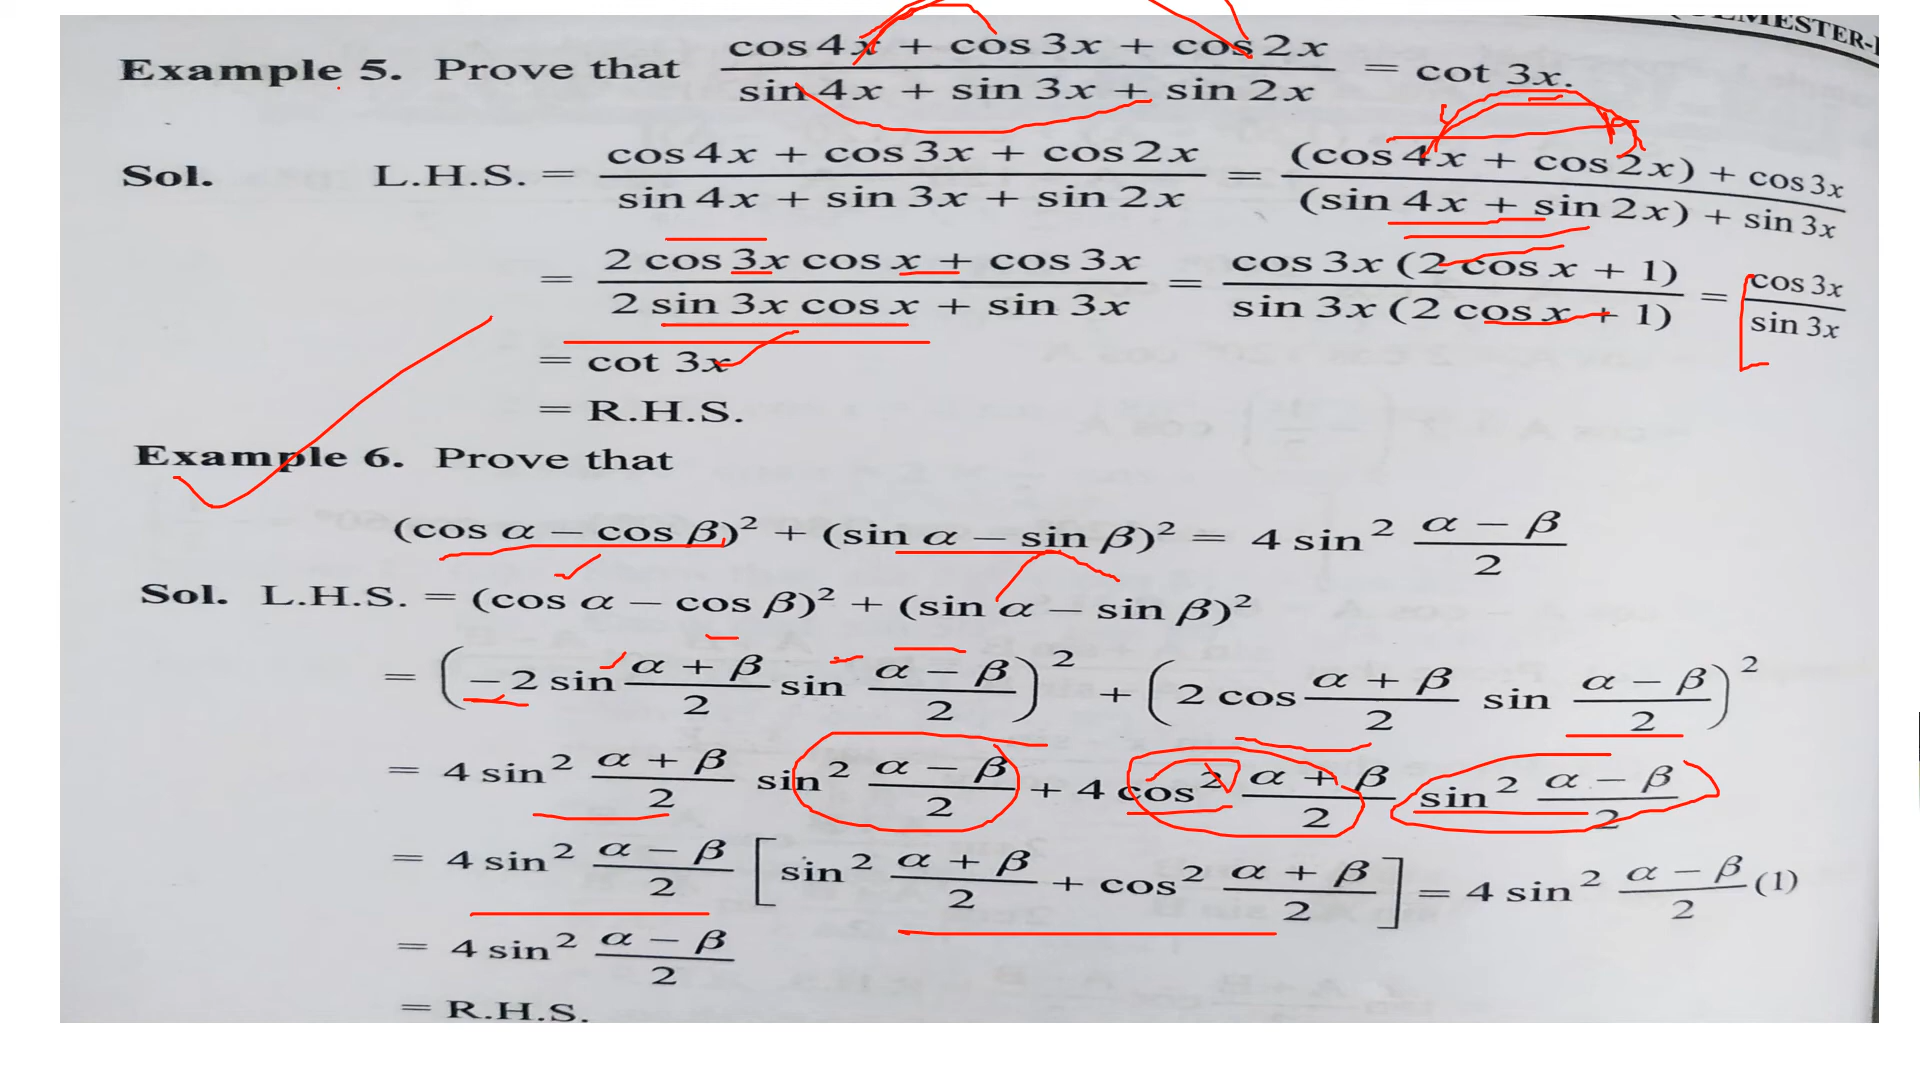 SEMESTER-I
Example 5. Prove that (cos 4x + cos 3x + cos 2x)/(sin 4x + sin 3x + sin 2x) = cot 3x.
Sol. L.H.S. = (cos 4x + cos 3x + cos 2x)/(sin 4x + sin 3x + sin 2x) = ((cos 4x + cos 2x) + cos 3x)/((sin 4x + sin 2x) + sin 3x)
= (2 cos 3x cos x + cos 3x)/(2 sin 3x cos x + sin 3x) = (cos 3x (2 cos x + 1))/(sin 3x (2 cos x + 1)) = (cos 3x)/(sin 3x)
= cot 3x
= R.H.S.
Example 6. Prove that
(cos α − cos β)² + (sin α − sin β)² = 4 sin² (α − β)/2
Sol. L.H.S. = (cos α − cos β)² + (sin α − sin β)²
= (−2 sin (α + β)/2 sin (α − β)/2)² + (2 cos (α + β)/2 sin (α − β)/2)²
= 4 sin² (α + β)/2 sin² (α − β)/2 + 4 cos² (α + β)/2 sin² (α − β)/2
= 4 sin² (α − β)/2 [sin² (α + β)/2 + cos² (α + β)/2] = 4 sin² (α − β)/2 (1)
= 4 sin² (α − β)/2
= R.H.S.